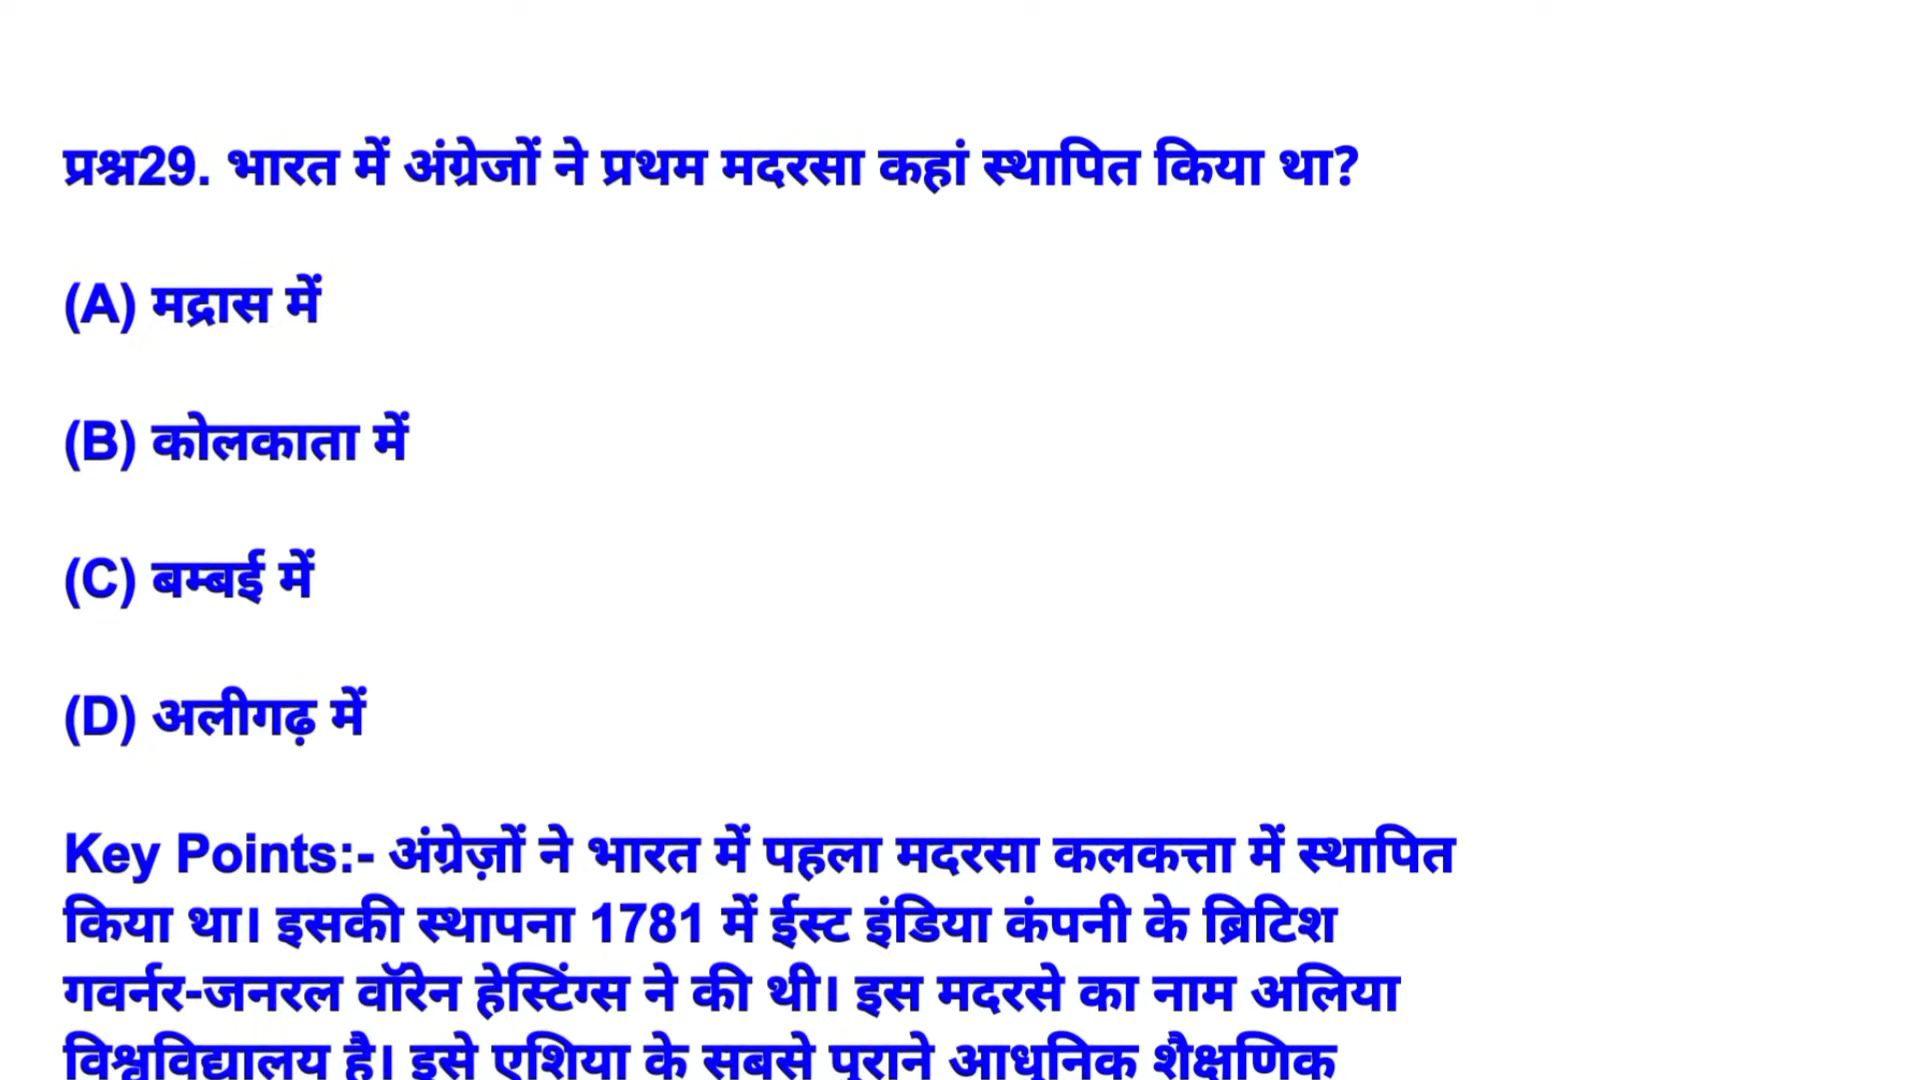 प्रश्न29. भारत में अंग्रेजों ने प्रथम मदरसा कहां स्थापित किया था?
(A) मद्रास में
(B) कोलकाता में
(C) बम्बई में
(D) अलीगढ़ में
Key Points:- अंग्रेज़ों ने भारत में पहला मदरसा कलकत्ता में स्थापित
किया था। इसकी स्थापना 1781 में ईस्ट इंडिया कंपनी के ब्रिटिश
गवर्नर-जनरल वॉरेन हेस्टिंग्स ने की थी। इस मदरसे का नाम अलिया
विश्वविद्यालय है। इसे एशिया के सबसे पुराने आधुनिक शैक्षणिक